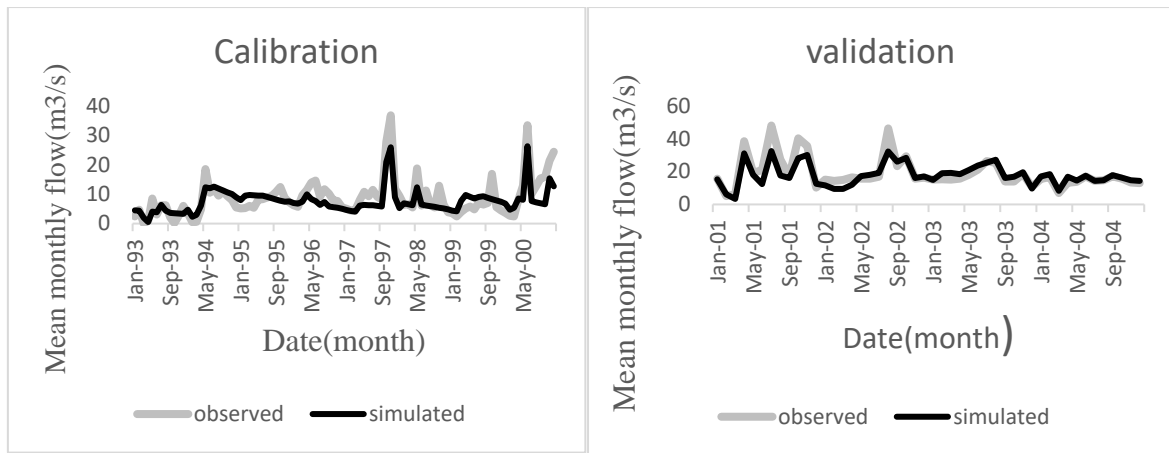 Calibration
Mean monthly flow(m3/s)
40
30
20
10
0
Jan-93
Sep-93
May-94
Jan-95
Sep-95
May-96
Jan-97
Sep-97
May-98
Jan-99
Sep-99
May-00
Date(month)
observed
simulated
validation
Mean monthly flow(m3/s)
60
40
20
0
Jan-01
May-01
Sep-01
Jan-02
May-02
Sep-02
Jan-03
May-03
Sep-03
Jan-04
May-04
Sep-04
Date(month)
observed
simulated